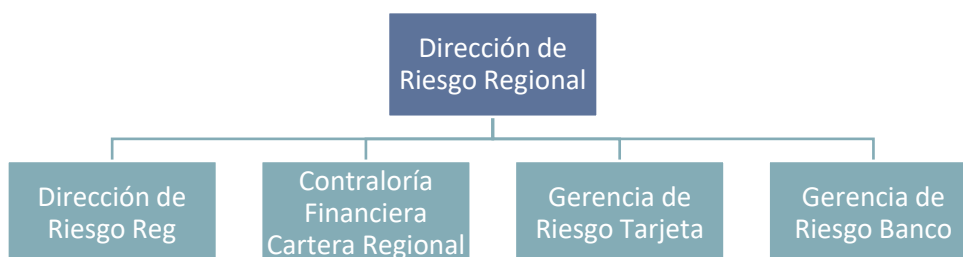 Dirección de
Riesgo Regional
Dirección de
Riesgo Reg
Contraloría
Financiera
Cartera Regional
Gerencia de
Riesgo Tarjeta
Gerencia de
Riesgo Banco